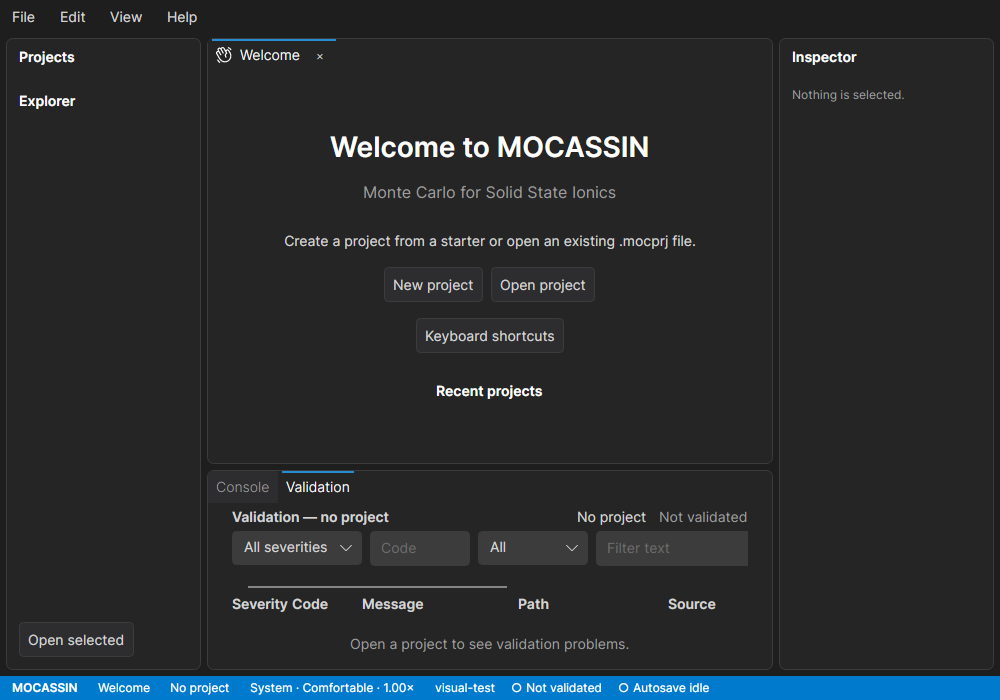 File Edit View Help
Projects
Explorer
Open selected
Welcome ×
Welcome to MOCASSIN
Monte Carlo for Solid State Ionics
Create a project from a starter or open an existing .mocprj file.
New project Open project
Keyboard shortcuts
Recent projects
Console Validation
Validation — no project No project Not validated
All severities Code All Filter text
Severity Code Message Path Source
Open a project to see validation problems.
Inspector
Nothing is selected.
MOCASSIN Welcome No project System · Comfortable · 1.00× visual-test Not validated Autosave idle